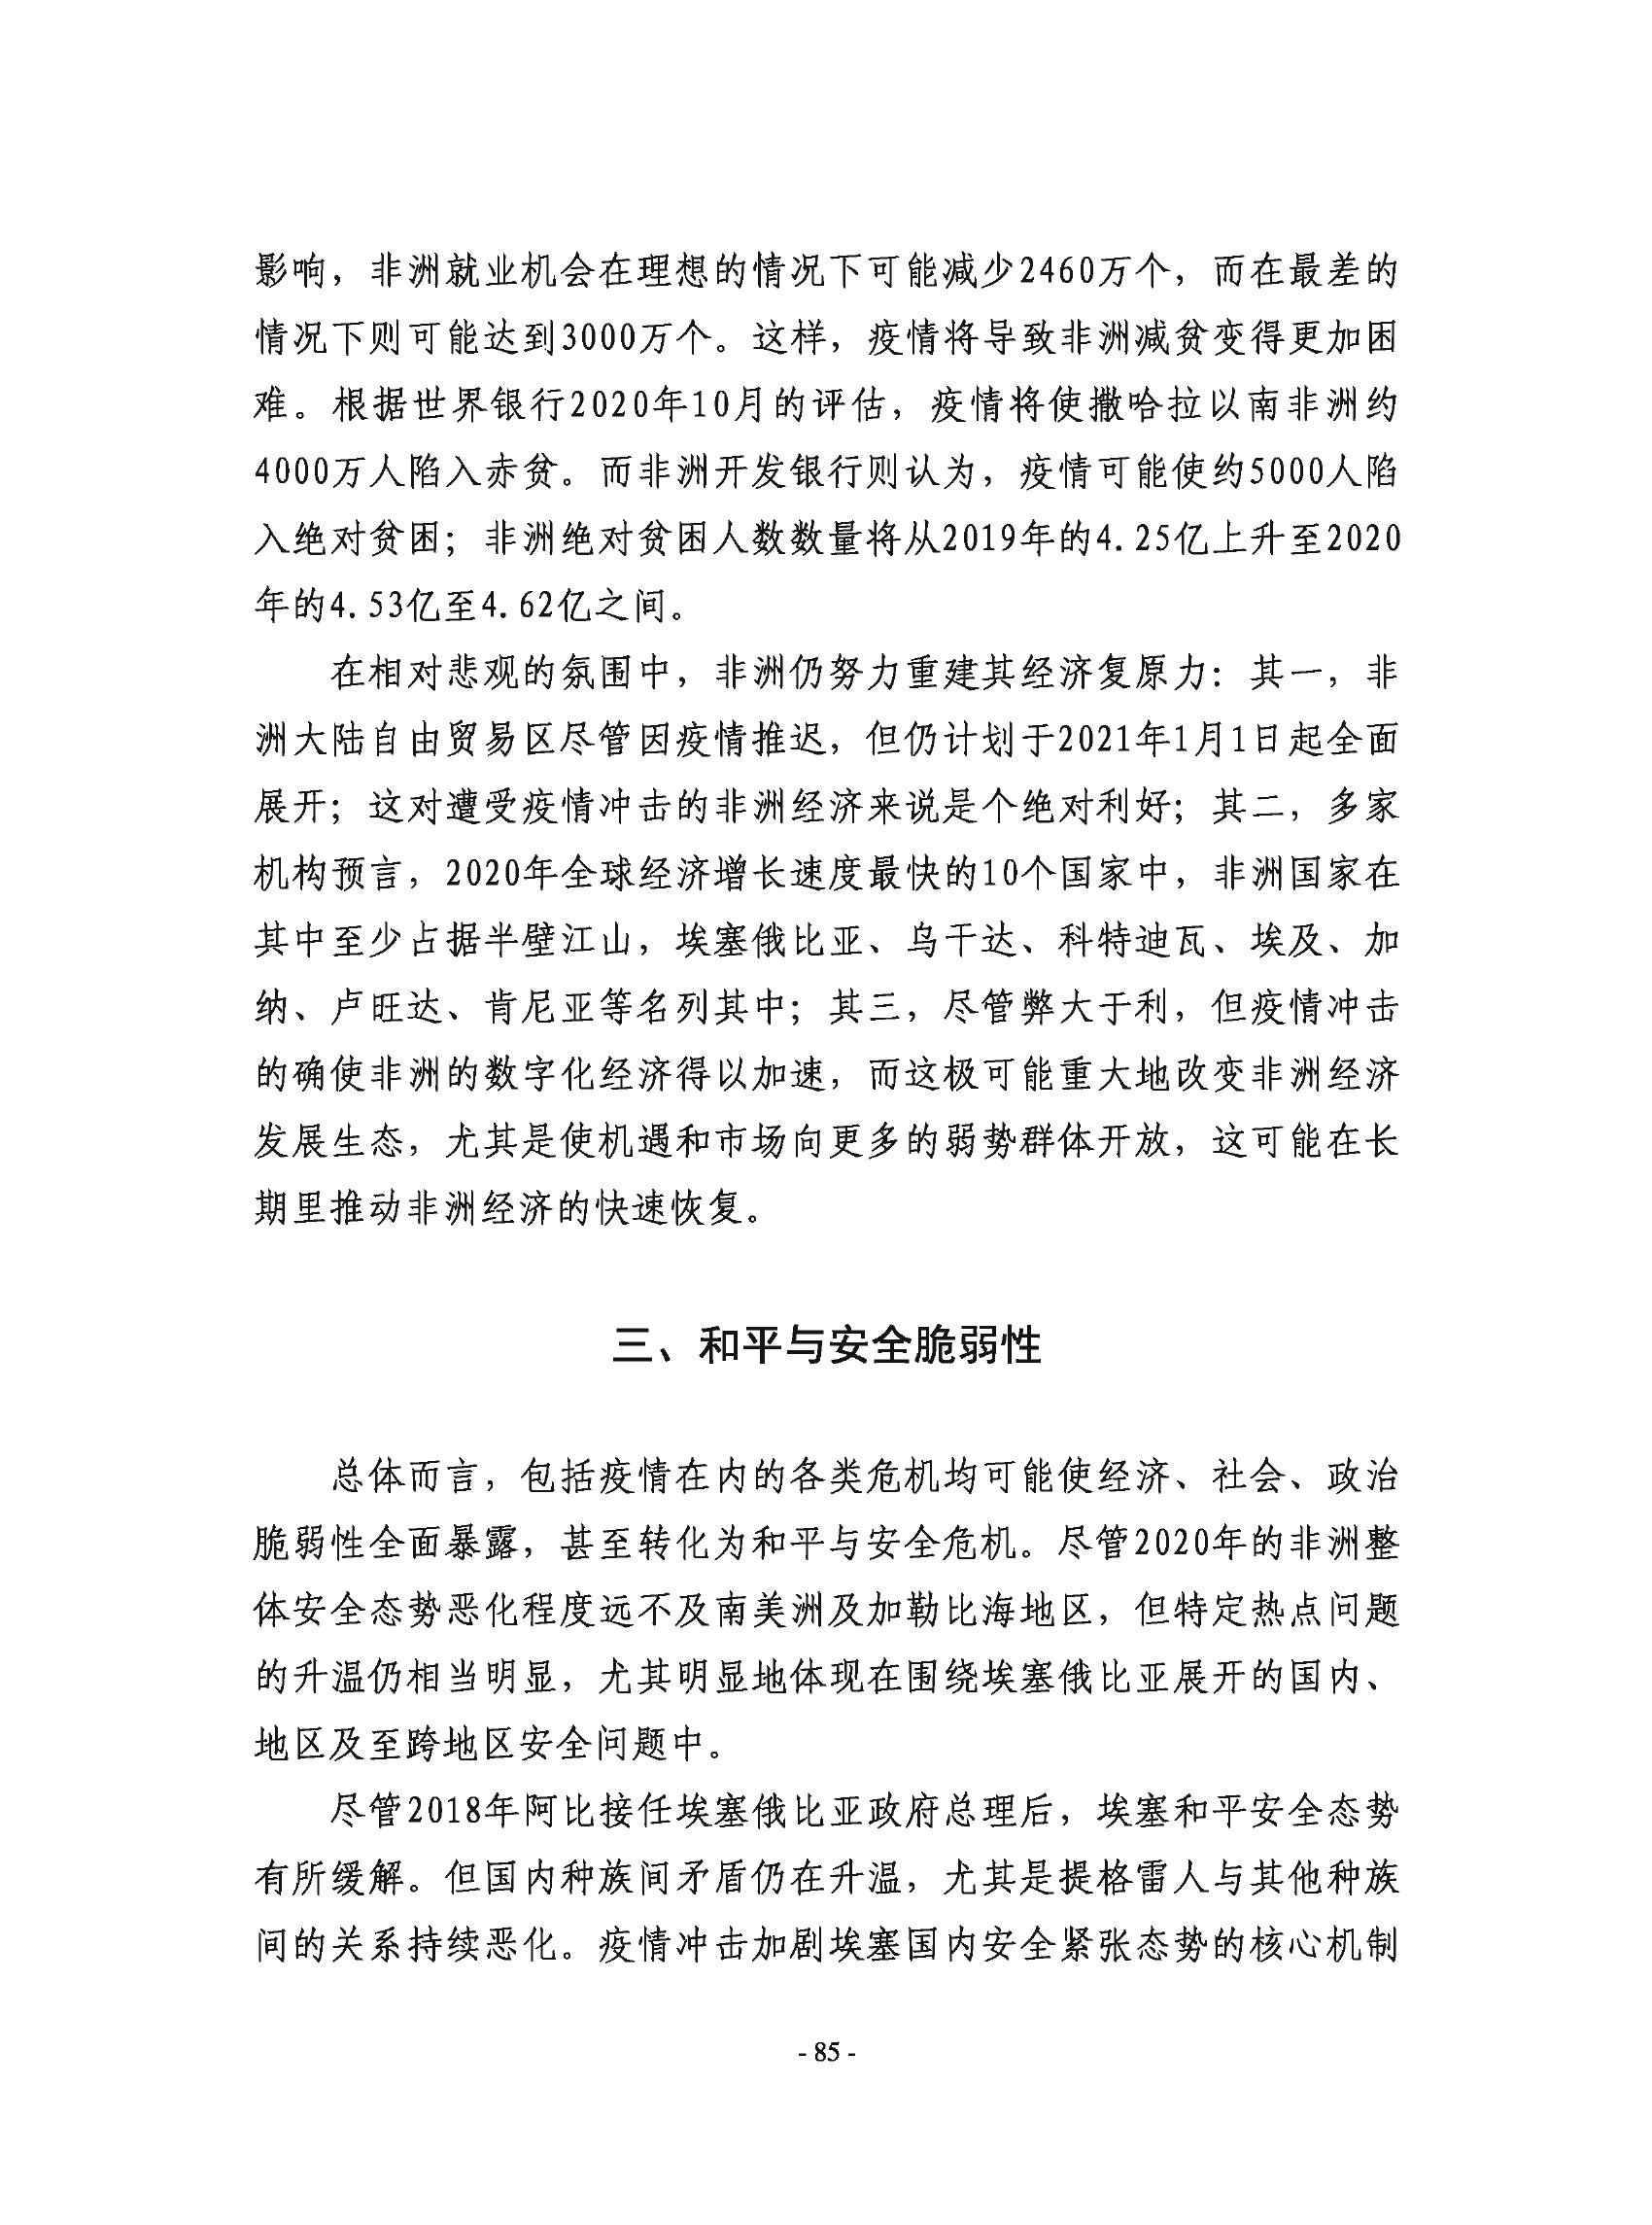 影响，非洲就业机会在理想的情况下可能减少2460万个，而在最差的
情况下则可能达到3000万个。这样，疫情将导致非洲减贫变得更加困
难。根据世界银行2020年10月的评估，疫情将使撒哈拉以南非洲约
4000万人陷入赤贫。而非洲开发银行则认为，疫情可能使约5000人陷
入绝对贫困；非洲绝对贫困人数数量将从2019年的4.25亿上升至2020
年的4.53亿至4.62亿之间。
在相对悲观的氛围中，非洲仍努力重建其经济复原力：其一，非
洲大陆自由贸易区尽管因疫情推迟，但仍计划于2021年1月1日起全面
展开；这对遭受疫情冲击的非洲经济来说是个绝对利好；其二，多家
机构预言，2020年全球经济增长速度最快的10个国家中，非洲国家在
其中至少占据半壁江山，埃塞俄比亚、乌干达、科特迪瓦、埃及、加
纳、卢旺达、肯尼亚等名列其中；其三，尽管弊大于利，但疫情冲击
的确使非洲的数字化经济得以加速，而这极可能重大地改变非洲经济
发展生态，尤其是使机遇和市场向更多的弱势群体开放，这可能在长
期里推动非洲经济的快速恢复。
三、和平与安全脆弱性
总体而言，包括疫情在内的各类危机均可能使经济、社会、政治
脆弱性全面暴露，甚至转化为和平与安全危机。尽管2020年的非洲整
体安全态势恶化程度远不及南美洲及加勒比海地区，但特定热点问题
的升温仍相当明显，尤其明显地体现在围绕埃塞俄比亚展开的国内、
地区及至跨地区安全问题中。
尽管2018年阿比接任埃塞俄比亚政府总理后，埃塞和平安全态势
有所缓解。但国内种族间矛盾仍在升温，尤其是提格雷人与其他种族
间的关系持续恶化。疫情冲击加剧埃塞国内安全紧张态势的核心机制
- 85 -